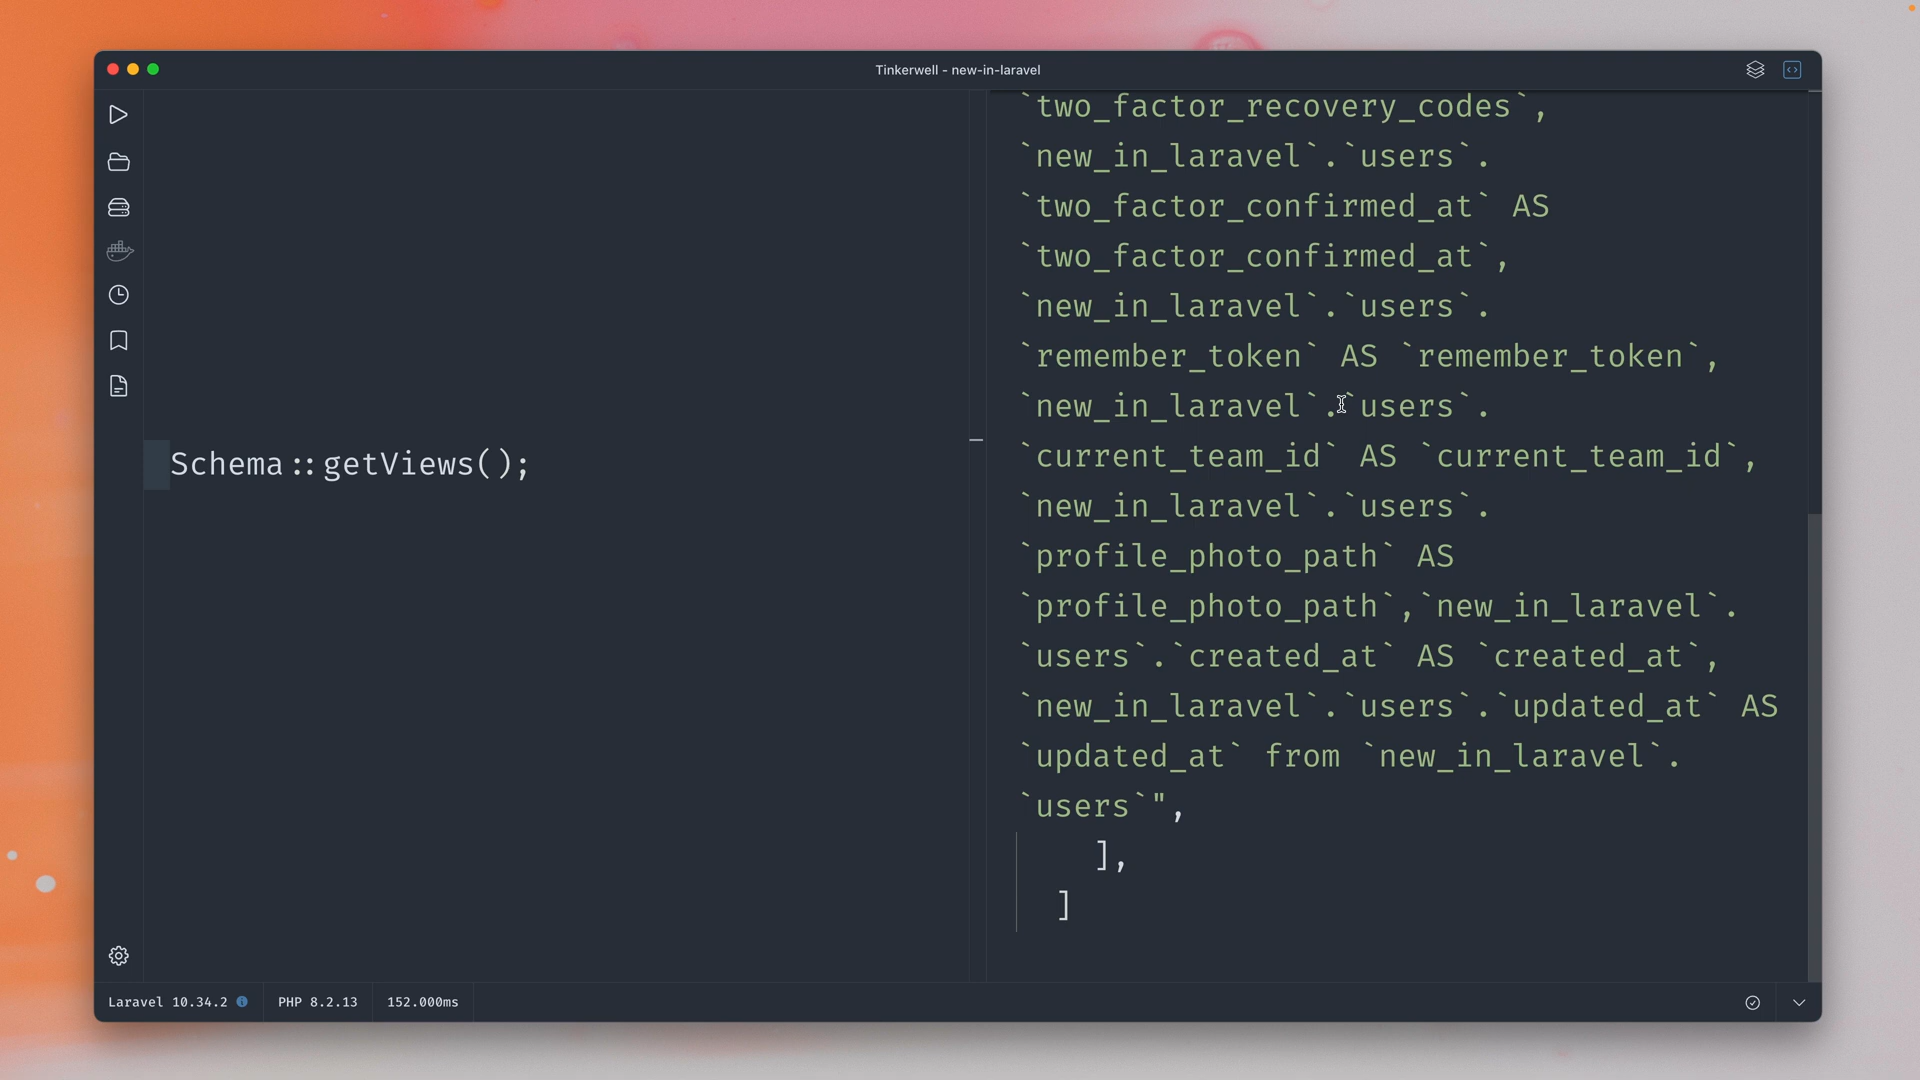 Tinkerwell - new-in-laravel
Schema::getViews();
`two_factor_recovery_codes`,
`new_in_laravel`.`users`.
`two_factor_confirmed_at` AS
`two_factor_confirmed_at`,
`new_in_laravel`.`users`.
`remember_token` AS `remember_token`,
`new_in_laravel`.`users`.
`current_team_id` AS `current_team_id`,
`new_in_laravel`.`users`.
`profile_photo_path` AS
`profile_photo_path`,`new_in_laravel`.
`users`.`created_at` AS `created_at`,
`new_in_laravel`.`users`.`updated_at` AS
`updated_at` from `new_in_laravel`.
`users`",
],
]
Laravel 10.34.2
PHP 8.2.13
152.000ms